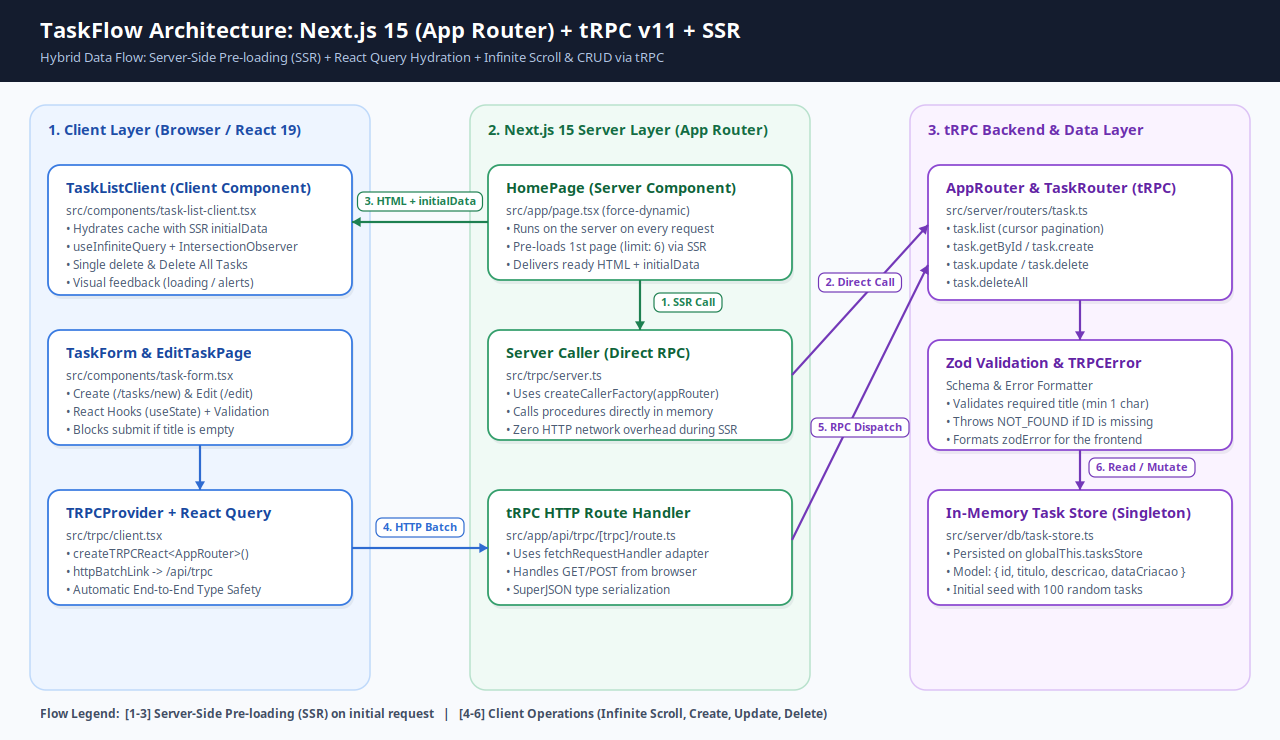 TaskFlow Architecture: Next.js 15 (App Router) + tRPC v11 + SSR
Hybrid Data Flow: Server-Side Pre-loading (SSR) + React Query Hydration + Infinite Scroll & CRUD via tRPC
1. Client Layer (Browser / React 19)
TaskListClient (Client Component)
src/components/task-list-client.tsx
• Hydrates cache with SSR initialData
• useInfiniteQuery + IntersectionObserver
• Single delete & Delete All Tasks
• Visual feedback (loading / alerts)
TaskForm & EditTaskPage
src/components/task-form.tsx
• Create (/tasks/new) & Edit (/edit)
• React Hooks (useState) + Validation
• Blocks submit if title is empty
TRPCProvider + React Query
src/trpc/client.tsx
• createTRPCReact<AppRouter>()
• httpBatchLink -> /api/trpc
• Automatic End-to-End Type Safety
3. HTML + initialData
4. HTTP Batch
2. Next.js 15 Server Layer (App Router)
HomePage (Server Component)
src/app/page.tsx (force-dynamic)
• Runs on the server on every request
• Pre-loads 1st page (limit: 6) via SSR
• Delivers ready HTML + initialData
1. SSR Call
Server Caller (Direct RPC)
src/trpc/server.ts
• Uses createCallerFactory(appRouter)
• Calls procedures directly in memory
• Zero HTTP network overhead during SSR
tRPC HTTP Route Handler
src/app/api/trpc/[trpc]/route.ts
• Uses fetchRequestHandler adapter
• Handles GET/POST from browser
• SuperJSON type serialization
2. Direct Call
5. RPC Dispatch
3. tRPC Backend & Data Layer
AppRouter & TaskRouter (tRPC)
src/server/routers/task.ts
• task.list (cursor pagination)
• task.getById / task.create
• task.update / task.delete
• task.deleteAll
Zod Validation & TRPCError
Schema & Error Formatter
• Validates required title (min 1 char)
• Throws NOT_FOUND if ID is missing
• Formats zodError for the frontend
6. Read / Mutate
In-Memory Task Store (Singleton)
src/server/db/task-store.ts
• Persisted on globalThis.tasksStore
• Model: { id, titulo, descricao, dataCriacao }
• Initial seed with 100 random tasks
Flow Legend: [1-3] Server-Side Pre-loading (SSR) on initial request | [4-6] Client Operations (Infinite Scroll, Create, Update, Delete)